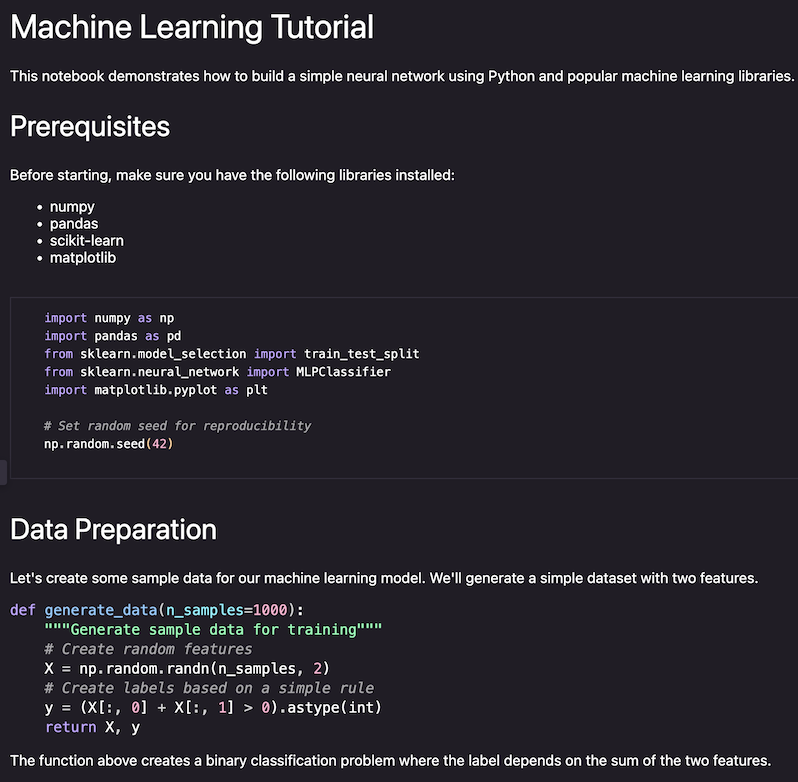 Machine Learning Tutorial
This notebook demonstrates how to build a simple neural network using Python and popular machine learning libraries.
Prerequisites
Before starting, make sure you have the following libraries installed:
• numpy
• pandas
• scikit-learn
• matplotlib
import numpy as np
import pandas as pd
from sklearn.model_selection import train_test_split
from sklearn.neural_network import MLPClassifier
import matplotlib.pyplot as plt
# Set random seed for reproducibility
np.random.seed(42)
Data Preparation
Let's create some sample data for our machine learning model. We'll generate a simple dataset with two features.
def generate_data(n_samples=1000):
    """Generate sample data for training"""
    # Create random features
    X = np.random.randn(n_samples, 2)
    # Create labels based on a simple rule
    y = (X[:, 0] + X[:, 1] > 0).astype(int)
    return X, y
The function above creates a binary classification problem where the label depends on the sum of the two features.